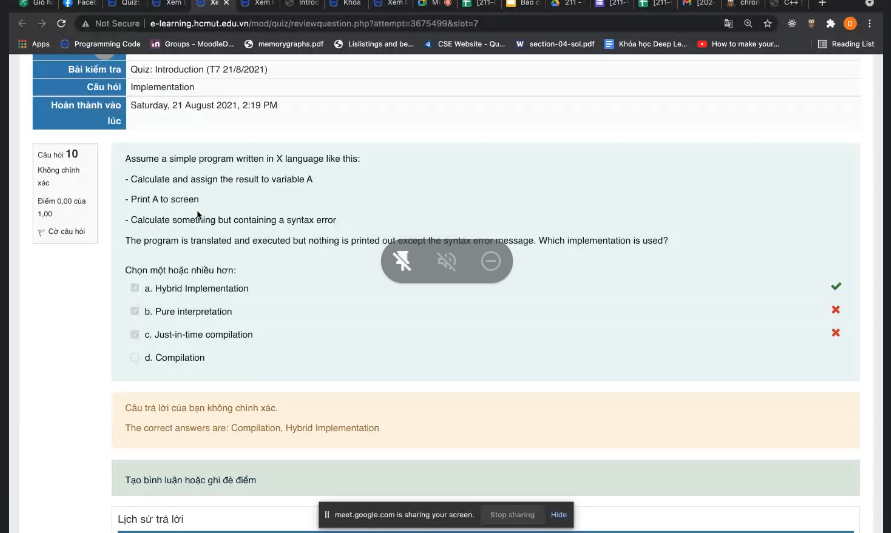 Giờ h
Faceb
Quiz:
Xem l
Xe
Xem l
Introd
Khóa
Xem l
M
[211-
Báo c
211 -
[211-
[211-
[202-
chro
C++
Not Secure | e-learning.hcmut.edu.vn/mod/quiz/reviewquestion.php?attempt=3675499&slot=7
D
Apps
Programming Code
Groups - MoodleD...
memorygraphs.pdf
Lislistings and be...
CSE Website - Qu...
W section-04-sol.pdf
Khóa học Deep Le...
How to make your...
Reading List
Bài kiểm tra Quiz: Introduction (T7 21/8/2021)
Câu hỏi Implementation
Hoàn thành vào lúc Saturday, 21 August 2021, 2:19 PM
Câu hỏi 10
Không chính
xác
Điểm 0,00 của
1,00
Cờ câu hỏi
Assume a simple program written in X language like this:
- Calculate and assign the result to variable A
- Print A to screen
- Calculate something but containing a syntax error
The program is translated and executed but nothing is printed out except the syntax error message. Which implementation is used?
Chọn một hoặc nhiều hơn:
a. Hybrid Implementation
b. Pure interpretation
c. Just-in-time compilation
d. Compilation
Câu trả lời của bạn không chính xác.
The correct answers are: Compilation, Hybrid Implementation
Tạo bình luận hoặc ghi đè điểm
meet.google.com is sharing your screen. Stop sharing Hide
Lịch sử trả lời